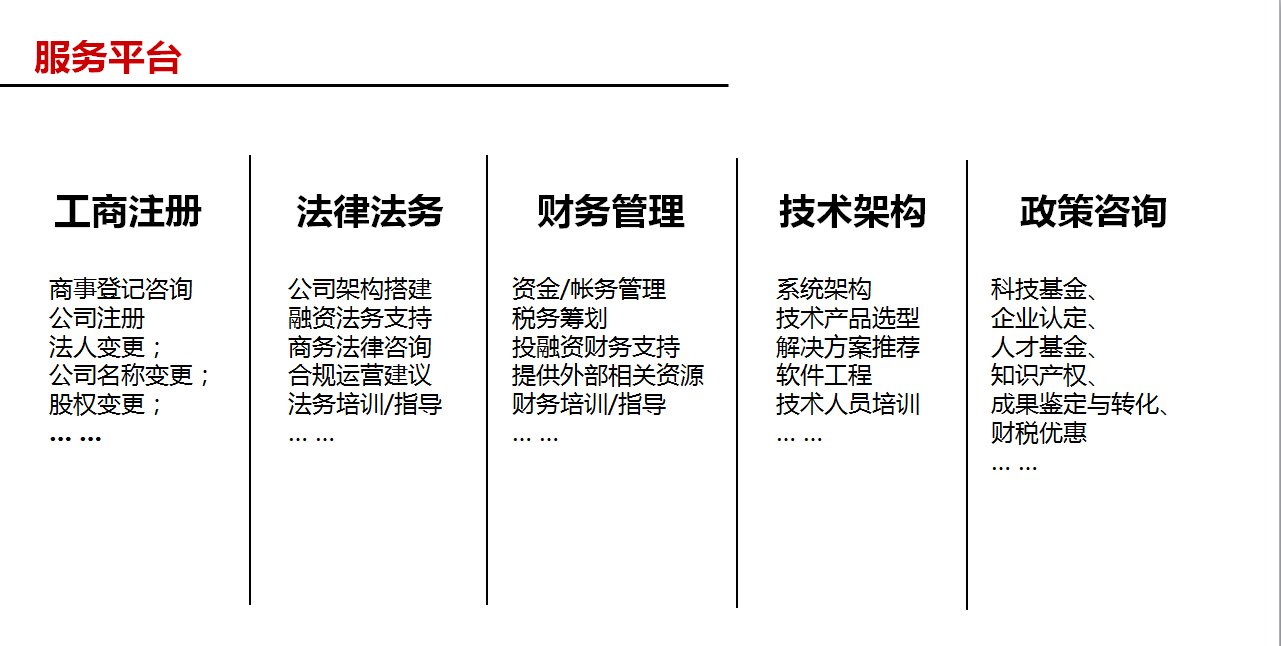 服务平台
工商注册
商事登记咨询
公司注册
法人变更；
公司名称变更；
股权变更；
... ...
法律法务
公司架构搭建
融资法务支持
商务法律咨询
合规运营建议
法务培训/指导
... ...
财务管理
资金/帐务管理
税务筹划
投融资财务支持
提供外部相关资源
财务培训/指导
... ...
技术架构
系统架构
技术产品选型
解决方案推荐
软件工程
技术人员培训
... ...
政策咨询
科技基金、
企业认定、
人才基金、
知识产权、
成果鉴定与转化、
财税优惠
... ...